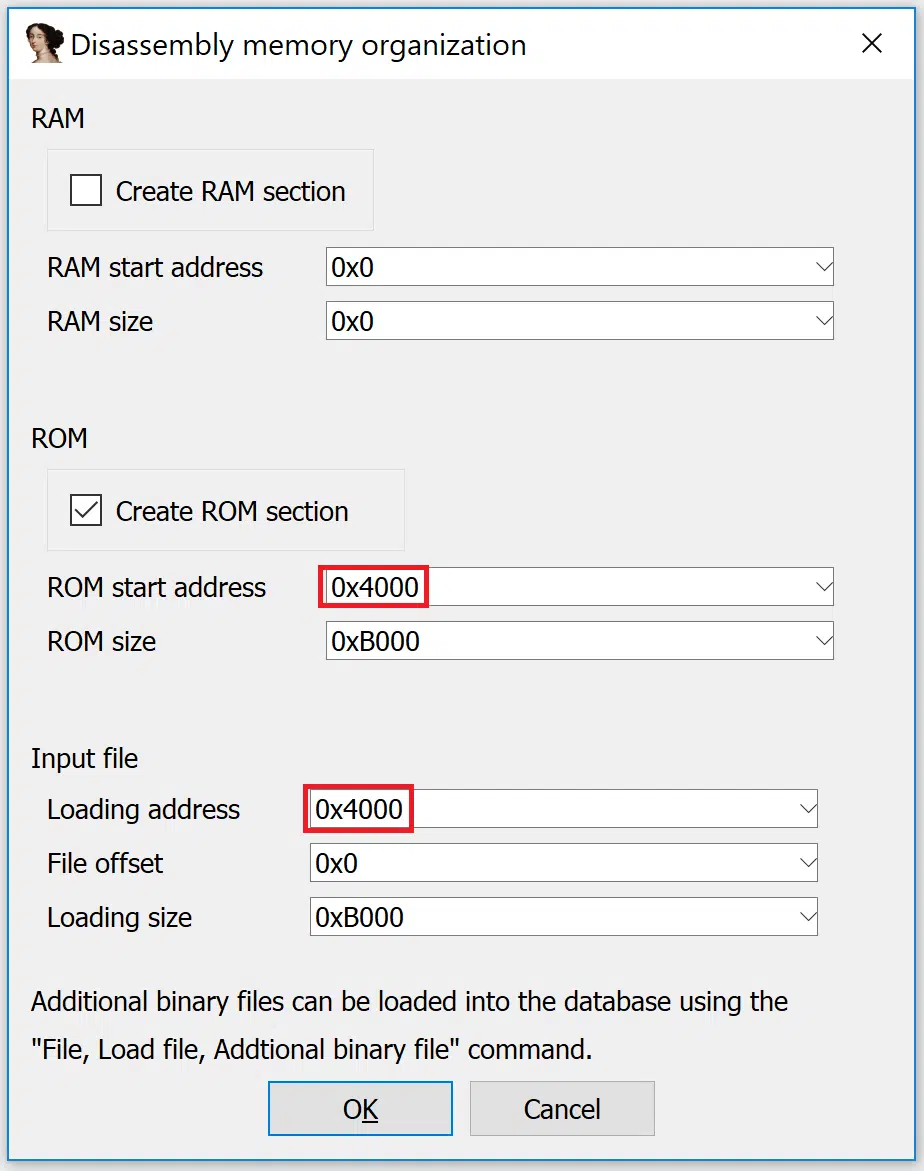 Disassembly memory organization
RAM
Create RAM section
RAM start address 0x0
RAM size 0x0
ROM
Create ROM section
ROM start address 0x4000
ROM size 0xB000
Input file
Loading address 0x4000
File offset 0x0
Loading size 0xB000
Additional binary files can be loaded into the database using the
"File, Load file, Addtional binary file" command.
OK Cancel